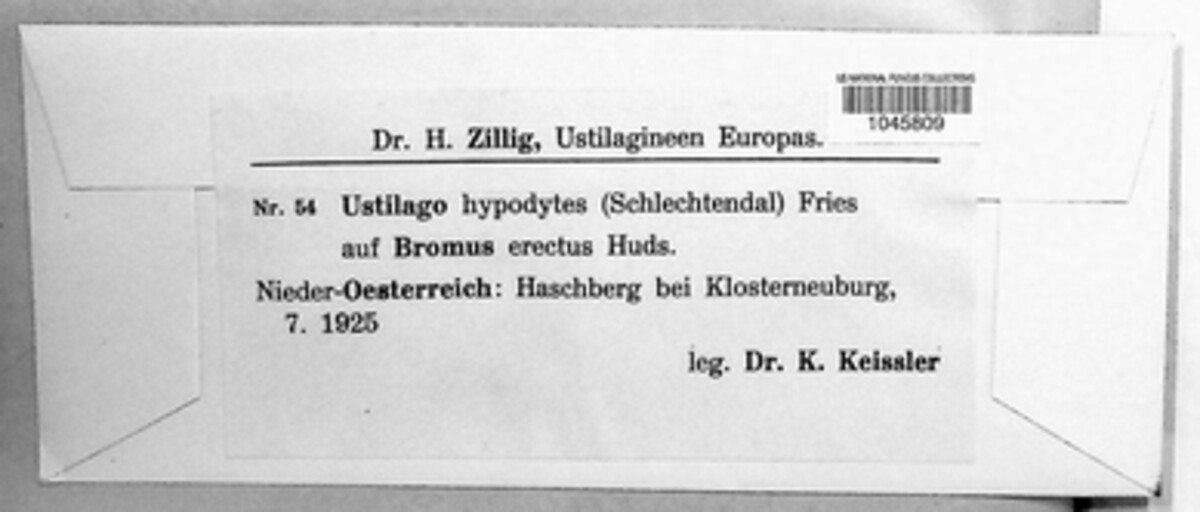 US NATIONAL FUNGUS COLLECTIONS
1045809
Dr. H. Zillig, Ustilagineen Europas.
Nr. 54 Ustilago hypodytes (Schlechtendal) Fries
auf Bromus erectus Huds.
Nieder-Oesterreich: Haschberg bei Klosterneuburg,
7. 1925
leg. Dr. K. Keissler